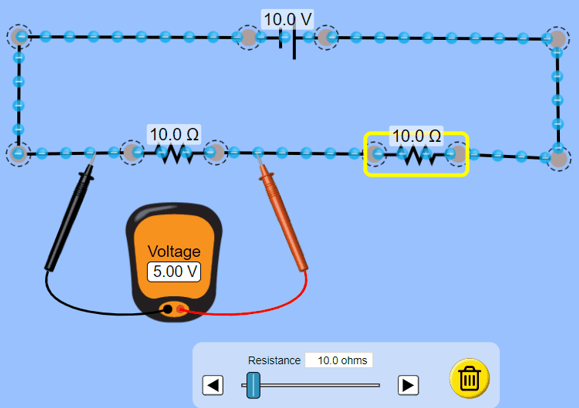 10.0 V
10.0 Ω
10.0 Ω
Voltage
5.00 V
Resistance 10.0 ohms